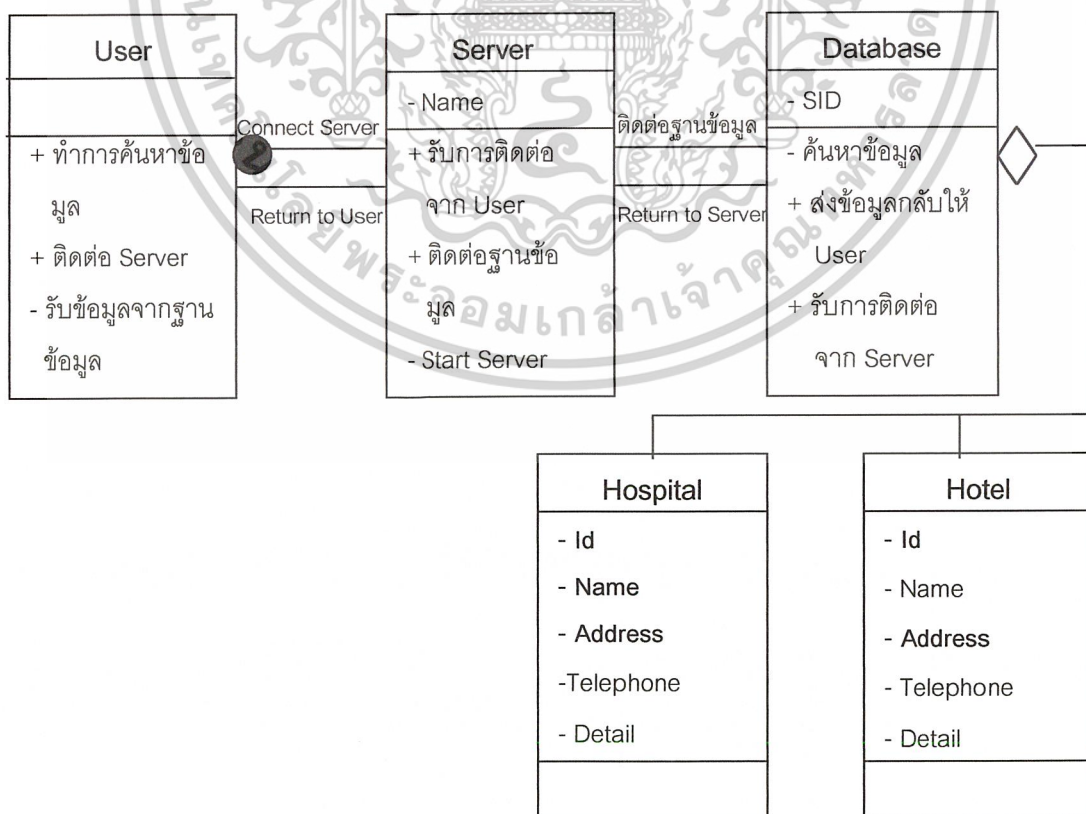 User
+ ทำการค้นหาข้อ
มูล
+ ติดต่อ Server
- รับข้อมูลจากฐาน
ข้อมูล
Connect Server
Return to User
Server
- Name
+ รับการติดต่อ
จาก User
+ ติดต่อฐานข้อ
มูล
- Start Server
ติดต่อฐานข้อมูล
Return to Server
Database
- SID
- ค้นหาข้อมูล
+ ส่งข้อมูลกลับให้
User
+ รับการติดต่อ
จาก Server
Hospital
- Id
- Name
- Address
-Telephone
- Detail
Hotel
- Id
- Name
- Address
- Telephone
- Detail